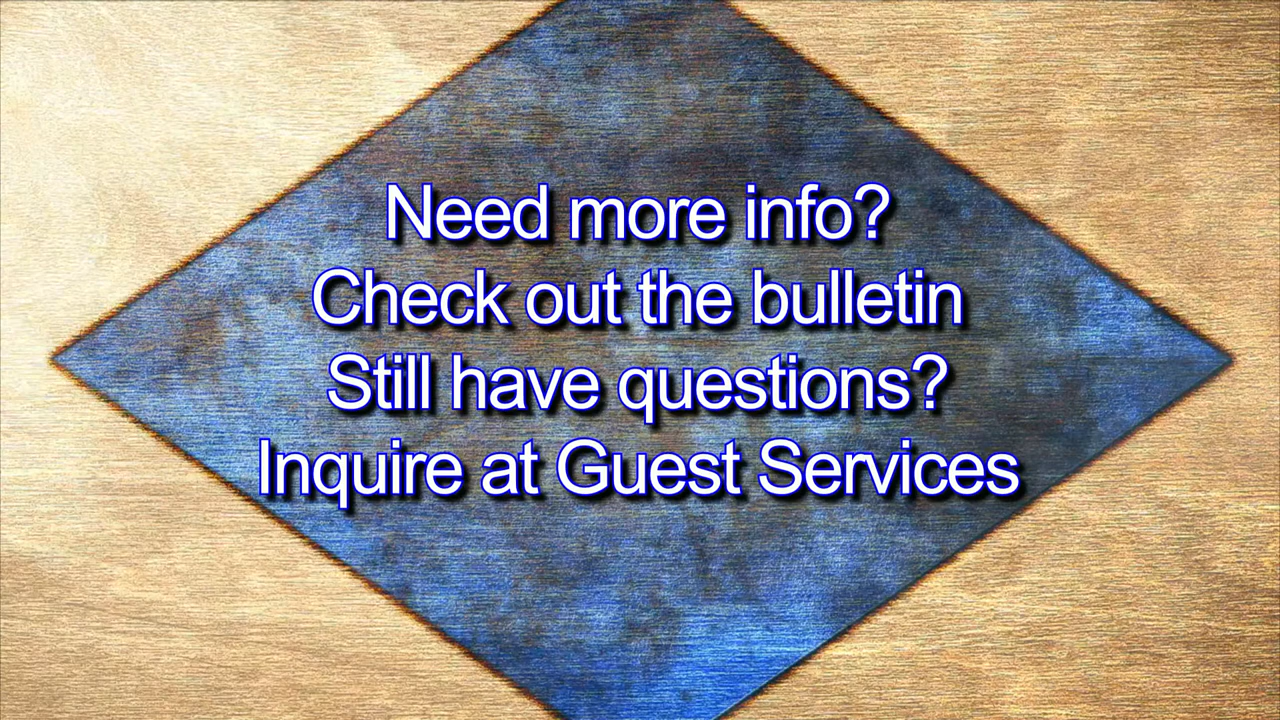 Need more info?
Check out the bulletin
Still have questions?
Inquire at Guest Services